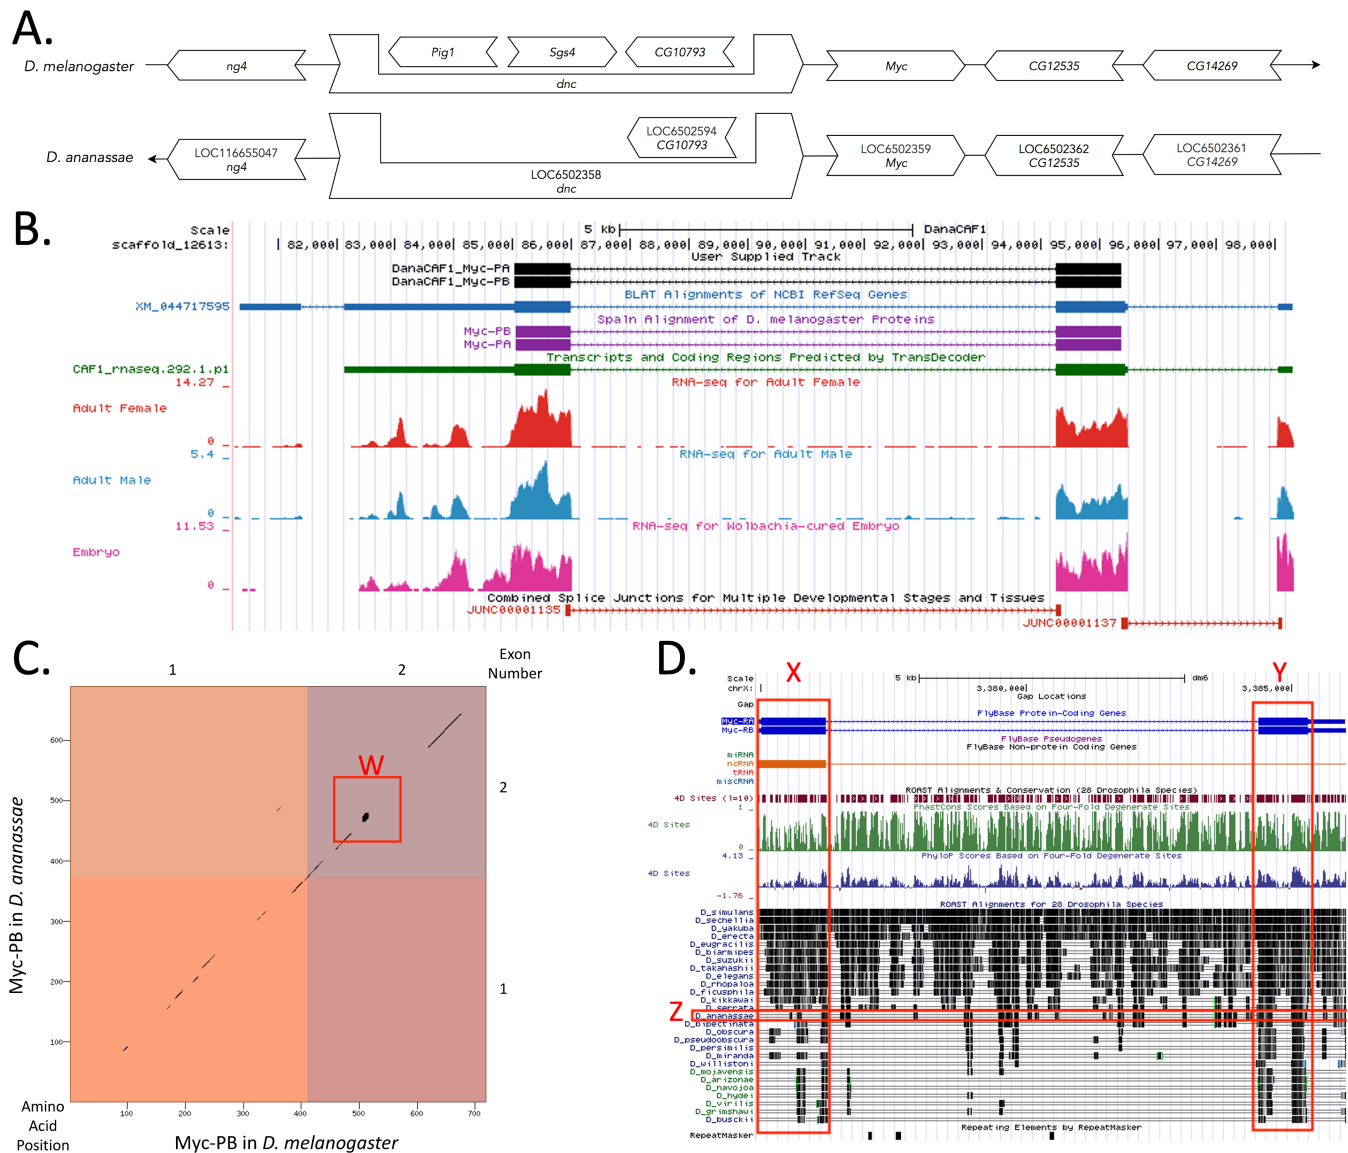 A.
D. melanogaster ng4 Pig1 Sgs4 CG10793 dnc Myc CG12535 CG14269
D. ananassae LOC116655047 ng4 LOC6502358 dnc LOC6502594 CG10793 LOC6502359 Myc LOC6502362 CG12535 LOC6502361 CG14269
B.
Scale 5 kb DanaCAF1
scaffold_12613: 82,000 83,000 84,000 85,000 86,000 87,000 88,000 89,000 90,000 91,000 92,000 93,000 94,000 95,000 96,000 97,000 98,000
User Supplied Track
DanaCAF1_Myc-PA
DanaCAF1_Myc-PB
BLAT Alignments of NCBI RefSeq Genes
XM_044717595
Spaln Alignment of D. melanogaster Proteins
Myc-PB
Myc-PA
Transcripts and Coding Regions Predicted by TransDecoder
CAF1_rnaseq.292.1.p1
14.27 _ RNA-seq for Adult Female
Adult Female
0 _
5.4 _ RNA-seq for Adult Male
Adult Male
0 _
11.53 _ RNA-seq for Wolbachia-cured Embryo
Embryo
0 _
Combined Splice Junctions for Multiple Developmental Stages and Tissues
JUNC00001135
JUNC00001137
C.
1 2 Exon Number
600
W
2
500
400
300
200
1
100
100 200 300 400 500 600 700
Amino Acid Position
Myc-PB in D. ananassae
Myc-PB in D. melanogaster
D.
X Y
Scale 5 kb dm6
chrX: 3,380,000 3,385,000
Gap Locations
Gap
FlyBase Protein-Coding Genes
Myc-RA
Myc-RB
FlyBase Pseudogenes
FlyBase Non-protein Coding Genes
miRNA
ncRNA
tRNA
miscRNA
ROAST Alignments & Conservation (28 Drosophila Species)
4D Sites (l=10)
PhastCons Scores Based on Four-Fold Degenerate Sites
1 _
4D Sites
0 _
4.13 _ PhyloP Scores Based on Four-Fold Degenerate Sites
4D Sites
-1.76 _
ROAST Alignments for 28 Drosophila Species
D_simulans
D_sechellia
D_yakuba
D_erecta
D_eugracilis
D_biarmipes
D_suzukii
D_takahashii
D_elegans
D_rhopaloa
D_ficusphila
D_kikkawai
D_serrata
Z D_ananassae
D_bipectinata
D_obscura
D_pseudoobscura
D_persimilis
D_miranda
D_willistoni
D_mojavensis
D_arizonae
D_navojoa
D_hydei
D_virilis
D_grimshawi
D_busckii
Repeating Elements by RepeatMasker
RepeatMasker